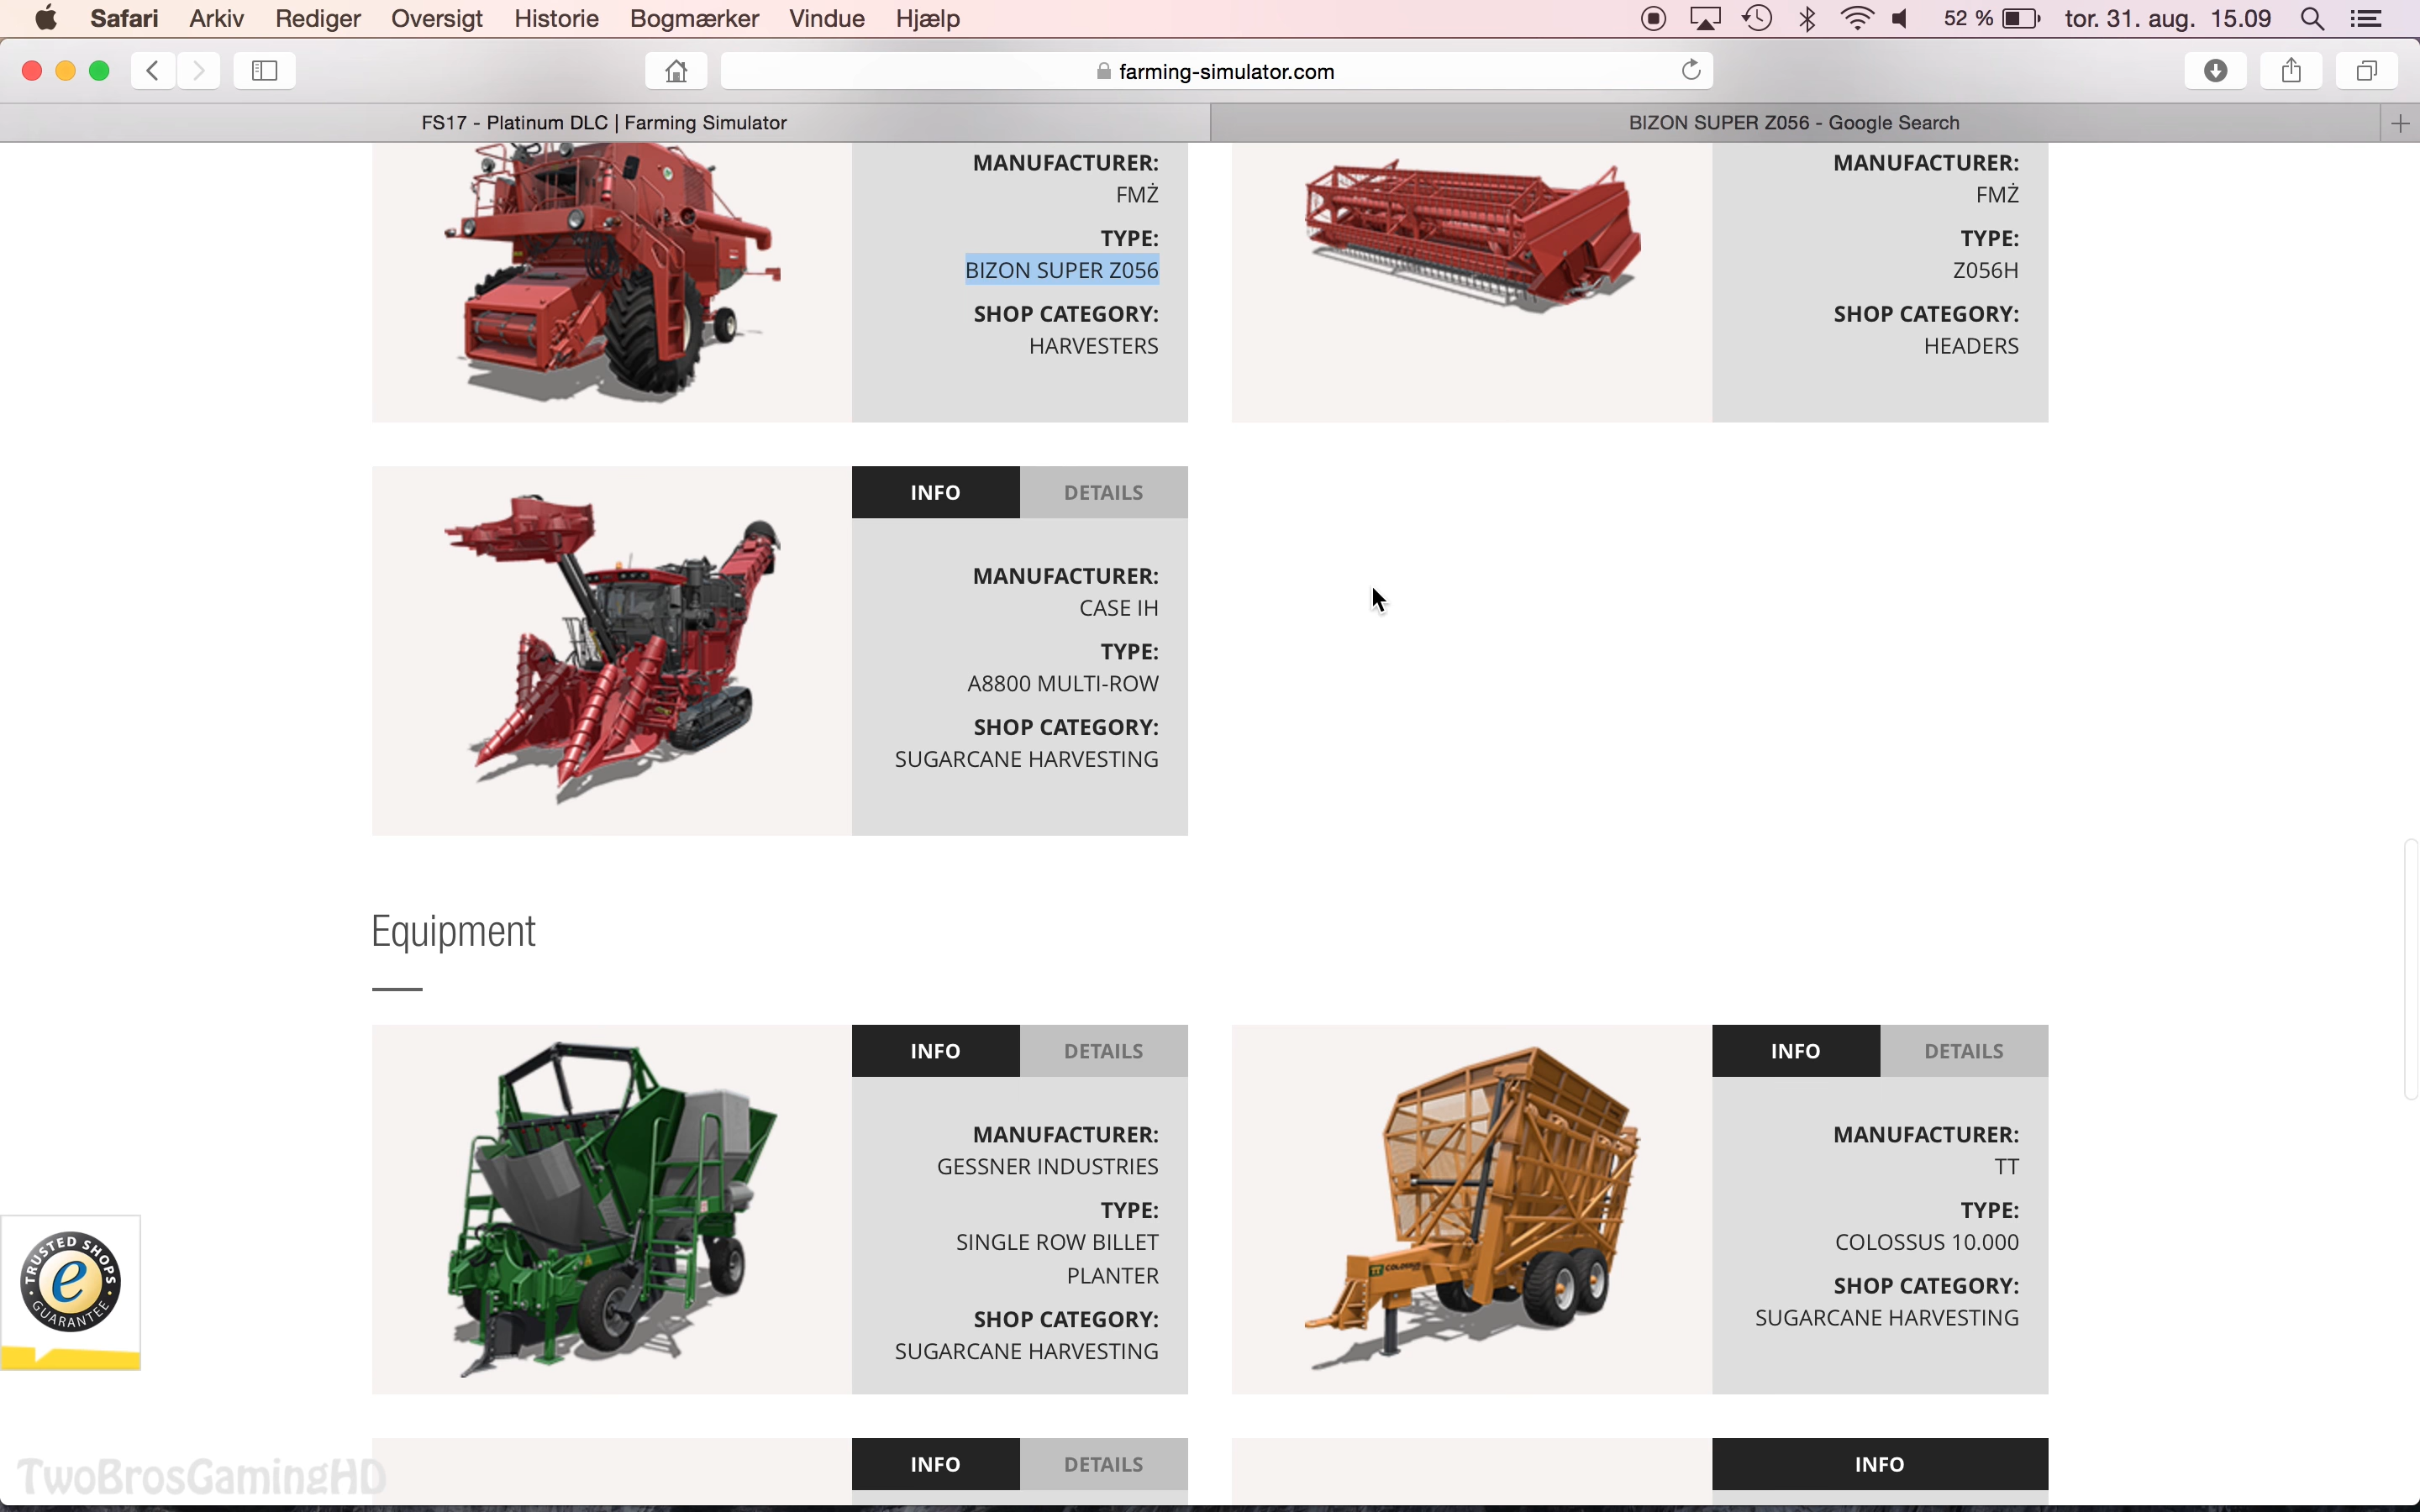 Safari Arkiv Rediger Oversigt Historie Bogmærker Vindue Hjælp 52 % tor. 31. aug. 15.09
farming-simulator.com
FS17 - Platinum DLC | Farming Simulator
BIZON SUPER Z056 - Google Search
MANUFACTURER:
FMŻ
TYPE:
BIZON SUPER Z056
SHOP CATEGORY:
HARVESTERS
MANUFACTURER:
FMŻ
TYPE:
Z056H
SHOP CATEGORY:
HEADERS
INFO DETAILS
MANUFACTURER:
CASE IH
TYPE:
A8800 MULTI-ROW
SHOP CATEGORY:
SUGARCANE HARVESTING
Equipment
INFO DETAILS
MANUFACTURER:
GESSNER INDUSTRIES
TYPE:
SINGLE ROW BILLET
PLANTER
SHOP CATEGORY:
SUGARCANE HARVESTING
TT COLOSSUS
INFO DETAILS
MANUFACTURER:
TT
TYPE:
COLOSSUS 10.000
SHOP CATEGORY:
SUGARCANE HARVESTING
TRUSTED SHOPS
e
GUARANTEE
INFO DETAILS
INFO
TwoBrosGamingHD